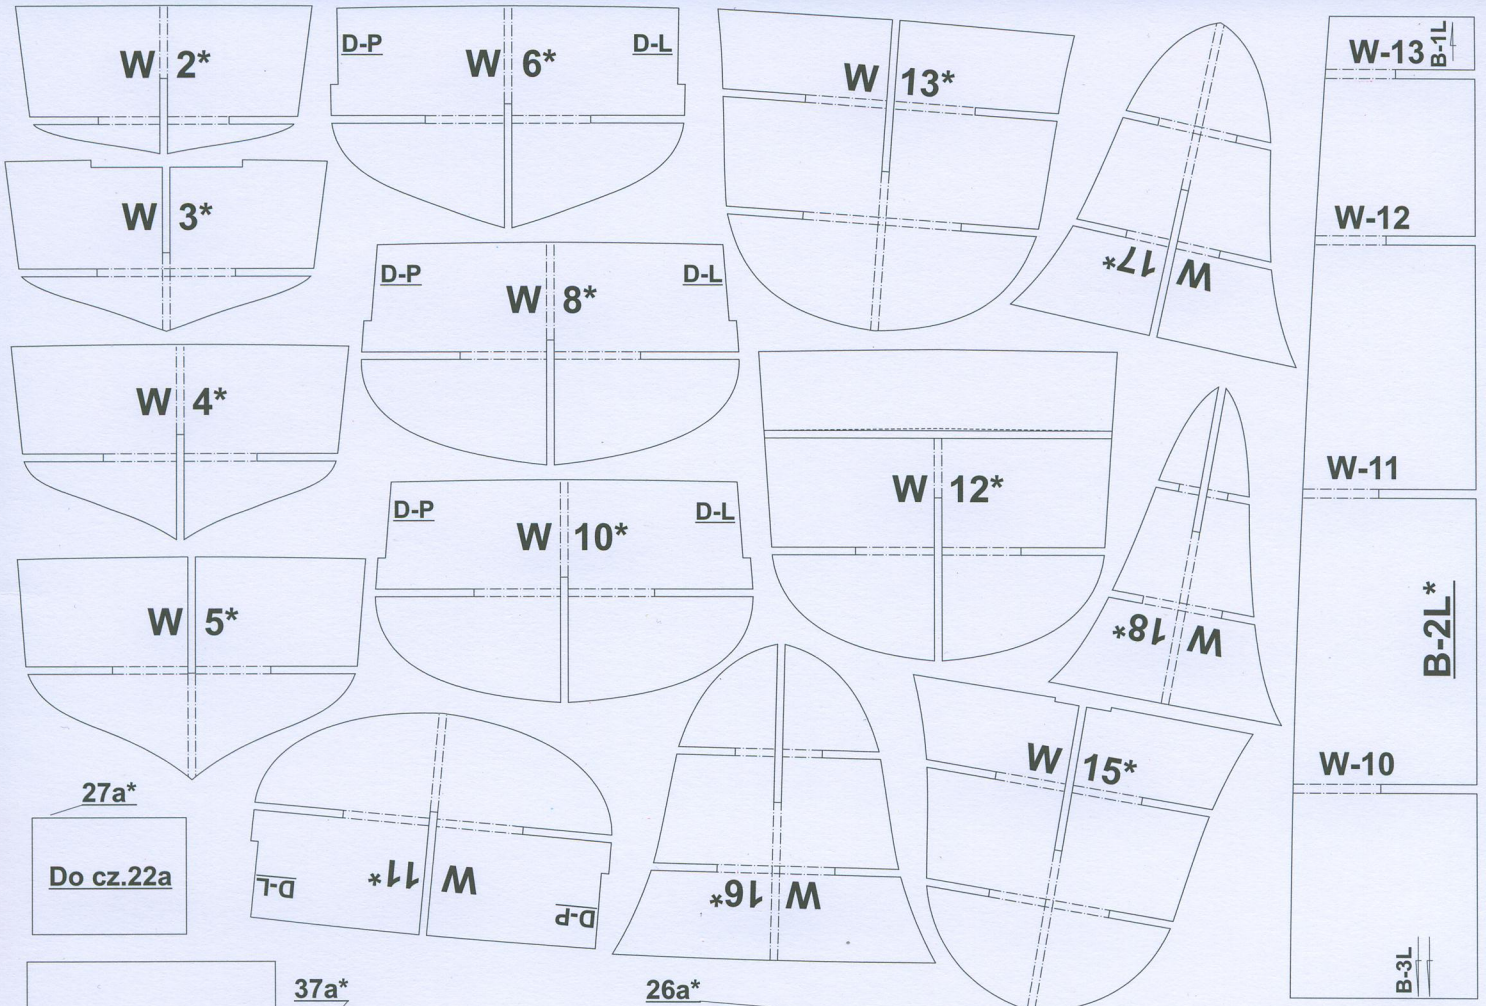 W 2*
D-P
W 6*
D-L
W 13*
W-13
B-1L
W 3*
W-12
D-P
W 8*
D-L
W 17*
W 4*
W-11
D-P
W 10*
D-L
W 12*
W 5*
W 18*
B-2L*
W-10
27a*
Do cz.22a
D-L
W 11*
D-P
W 16*
W 15*
B-3L
37a*
26a*